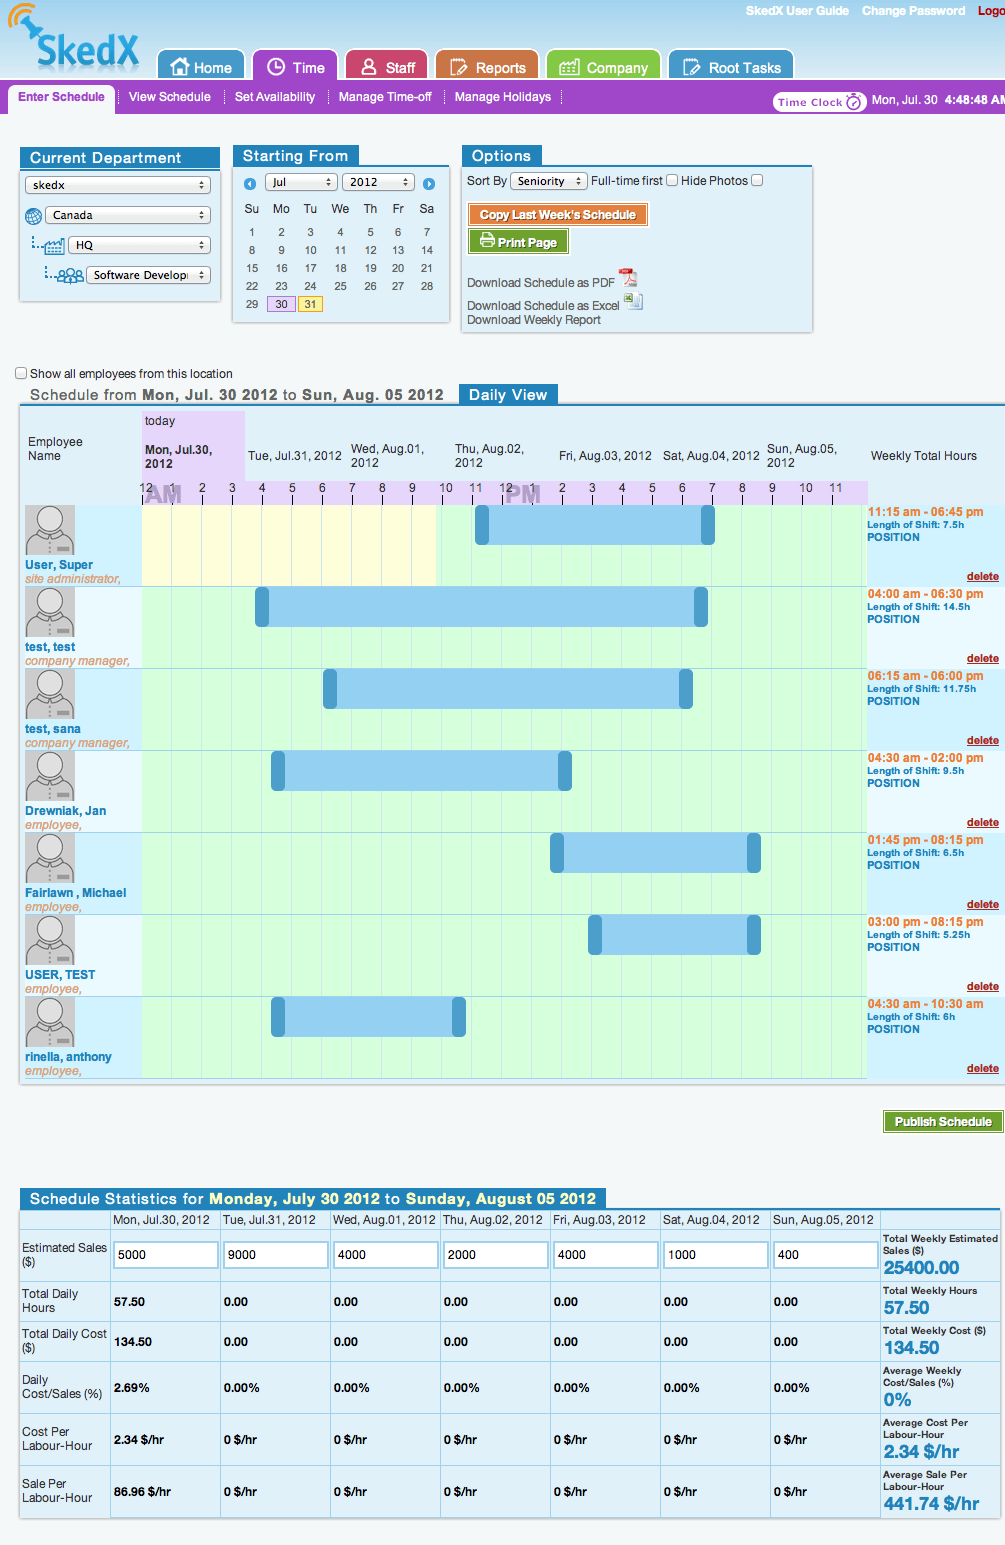 SkedX User Guide Change Password Logo
SkedX
Home Time Staff Reports Company Root Tasks
Enter Schedule View Schedule Set Availability Manage Time-off Manage Holidays Time Clock Mon, Jul. 30 4:48:48 AM
Current Department
skedx
Canada
HQ
Software Develop
Starting From
Jul 2012
Su Mo Tu We Th Fr Sa
1 2 3 4 5 6 7
8 9 10 11 12 13 14
15 16 17 18 19 20 21
22 23 24 25 26 27 28
29 30 31
Options
Sort By Seniority Full-time first Hide Photos
Copy Last Week's Schedule
Print Page
Download Schedule as PDF
Download Schedule as Excel
Download Weekly Report
Show all employees from this location
Schedule from Mon, Jul. 30 2012 to Sun, Aug. 05 2012 Daily View
Employee
Name
today
Mon, Jul.30,
2012
Tue, Jul.31, 2012
Wed, Aug.01,
2012
Thu, Aug.02,
2012
Fri, Aug.03, 2012
Sat, Aug.04, 2012
Sun, Aug.05,
2012
Weekly Total Hours
12 1 2 3 4 5 6 7 8 9 10 11 12 1 2 3 4 5 6 7 8 9 10 11
AM PM
User, Super
site administrator,
11:15 am - 06:45 pm
Length of Shift: 7.5h
POSITION
delete
test, test
company manager,
04:00 am - 06:30 pm
Length of Shift: 14.5h
POSITION
delete
test, sana
company manager,
06:15 am - 06:00 pm
Length of Shift: 11.75h
POSITION
delete
Drewniak, Jan
employee,
04:30 am - 02:00 pm
Length of Shift: 9.5h
POSITION
delete
Fairlawn , Michael
employee,
01:45 pm - 08:15 pm
Length of Shift: 6.5h
POSITION
delete
USER, TEST
employee,
03:00 pm - 08:15 pm
Length of Shift: 5.25h
POSITION
delete
rinella, anthony
employee,
04:30 am - 10:30 am
Length of Shift: 6h
POSITION
delete
Publish Schedule
Schedule Statistics for Monday, July 30 2012 to Sunday, August 05 2012
Mon, Jul.30, 2012 Tue, Jul.31, 2012 Wed, Aug.01, 2012 Thu, Aug.02, 2012 Fri, Aug.03, 2012 Sat, Aug.04, 2012 Sun, Aug.05, 2012
Estimated Sales
($)
5000 9000 4000 2000 4000 1000 400
Total Weekly Estimated
Sales ($)
25400.00
Total Daily
Hours
57.50 0.00 0.00 0.00 0.00 0.00 0.00
Total Weekly Hours
57.50
Total Daily Cost
($)
134.50 0.00 0.00 0.00 0.00 0.00 0.00
Total Weekly Cost ($)
134.50
Daily
Cost/Sales (%)
2.69% 0.00% 0.00% 0.00% 0.00% 0.00% 0.00%
Average Weekly
Cost/Sales (%)
0%
Cost Per
Labour-Hour
2.34 $/hr 0 $/hr 0 $/hr 0 $/hr 0 $/hr 0 $/hr 0 $/hr
Average Cost Per
Labour-Hour
2.34 $/hr
Sale Per
Labour-Hour
86.96 $/hr 0 $/hr 0 $/hr 0 $/hr 0 $/hr 0 $/hr 0 $/hr
Average Sale Per
Labour-Hour
441.74 $/hr